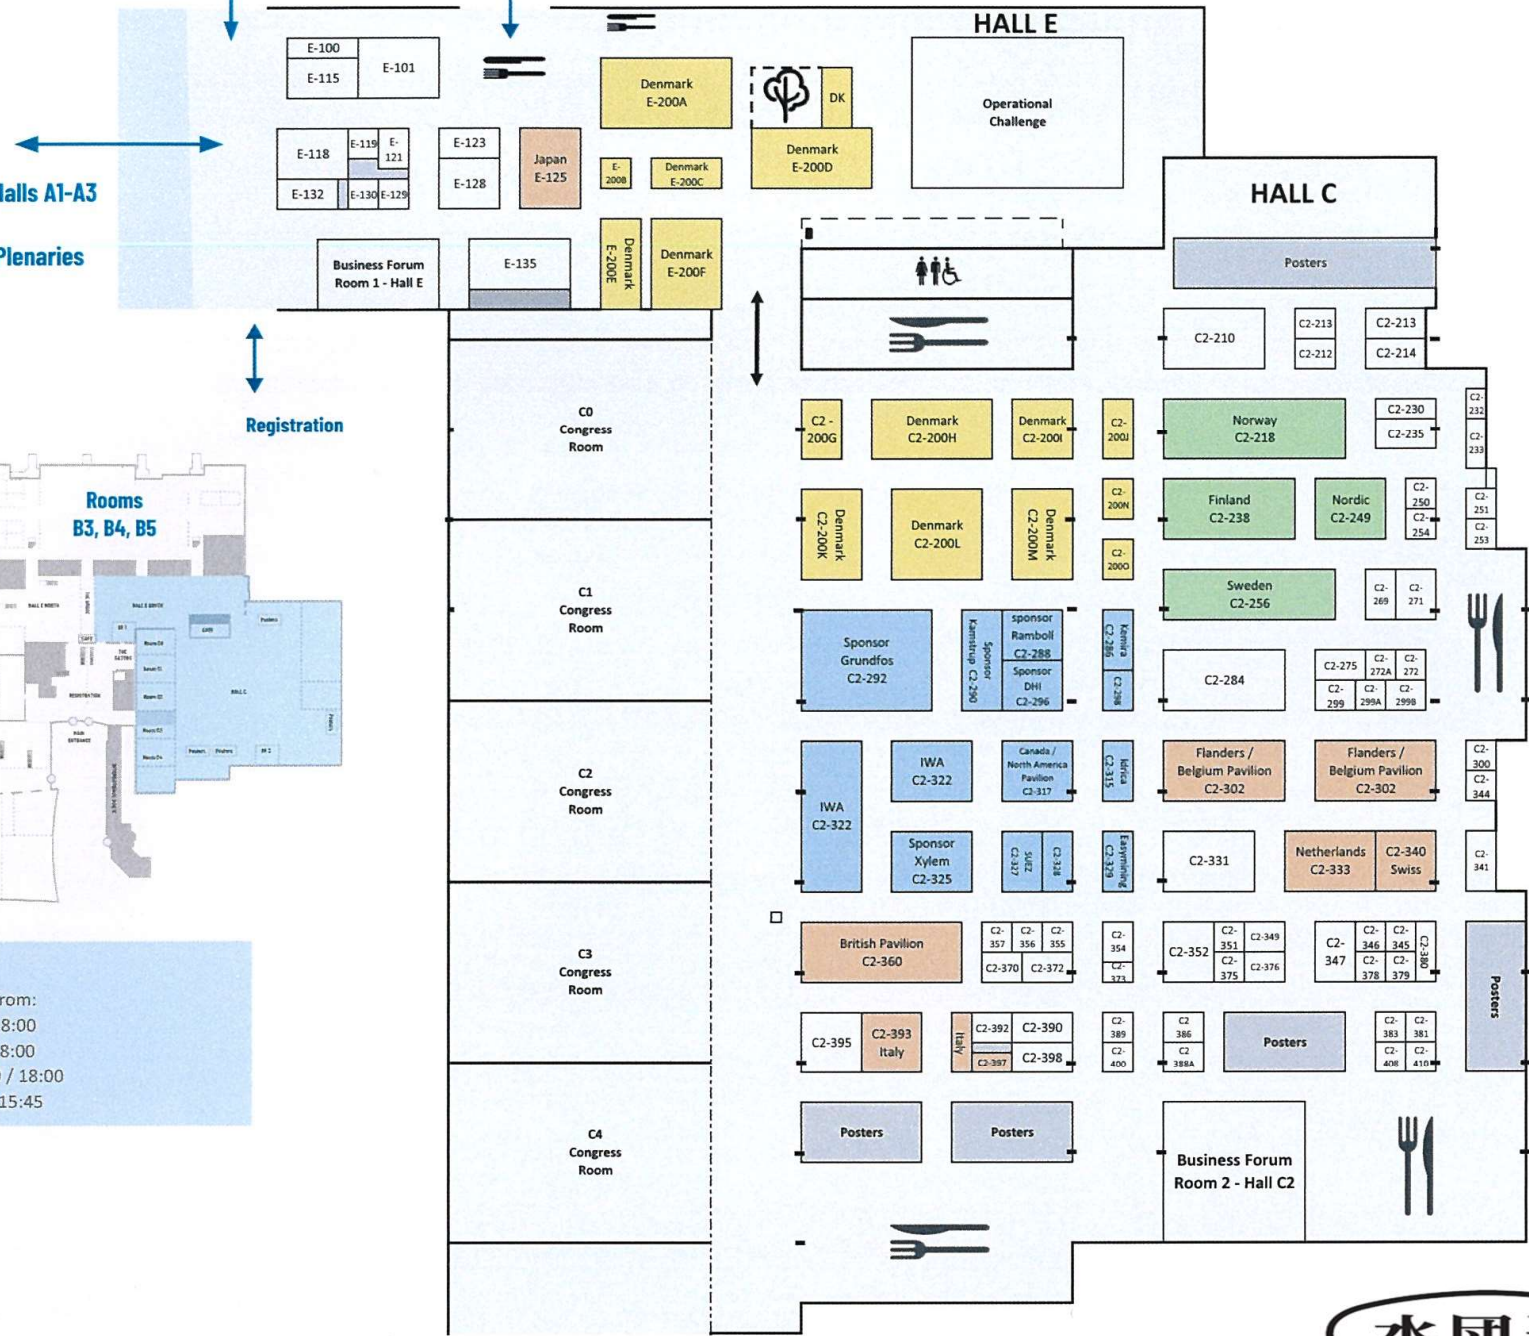 HALL E
E-100
E-115
E-101
Denmark
E-200A
DK
Operational
Challenge
E-118
E-119
E-
121
E-123
Japan
E-125
E-
200B
Denmark
E-200C
Denmark
E-200D
E-132
E-130
E-129
E-128
Halls A1-A3
Plenaries
HALL C
Business Forum
Room 1 - Hall E
E-135
Denmark
E-200E
Denmark
E-200F
Posters
C2-210
C2-213
C2-212
C2-213
C2-214
Registration
C0
Congress
Room
C2 -
200G
Denmark
C2-200H
Denmark
C2-200I
C2-
200J
Norway
C2-218
C2-230
C2-235
C2-
232
C2-
233
Rooms
B3, B4, B5
Denmark
C2-200K
Denmark
C2-200L
Denmark
C2-200M
C2-
200N
C2-
200O
Finland
C2-238
Nordic
C2-249
C2-
250
C2-
254
C2-
251
C2-
253
C1
Congress
Room
Sweden
C2-256
C2-
269
C2-
271
Sponsor
Grundfos
C2-292
Sponsor
Kamstrup C2-290
sponsor
Ramboll
C2-288
Sponsor
DHI
C2-296
Kemira
C2-286
C2-298
C2-284
C2-275
C2-
272A
C2-
272
C2-
299
C2-
299A
C2-
299B
HALL E NORTH
REGISTRATION
MAIN
ENTRANCE
HALL C
C2
Congress
Room
IWA
C2-322
IWA
C2-322
Canada /
North America
Pavilion
C2-317
Idrica
C2-315
Flanders /
Belgium Pavilion
C2-302
Flanders /
Belgium Pavilion
C2-302
C2-
300
C2-
344
Sponsor
Xylem
C2-325
SUEZ
C2-327
C2-328
Easymining
C2-329
C2-331
Netherlands
C2-333
C2-340
Swiss
C2-
341
C3
Congress
Room
British Pavilion
C2-360
C2-
357
C2-
356
C2-
355
C2-370
C2-372
C2-
354
C2-
373
C2-352
C2-
351
C2-349
C2-
375
C2-376
C2-
347
C2-
346
C2-
345
C2-
378
C2-
379
C2-380
Posters
rom:
8:00
8:00
/ 18:00
15:45
C2-395
C2-393
Italy
Italy
C2-392
C2-390
C2-397
C2-398
C2-
389
C2-
400
C2
386
C2
388A
Posters
C2-
383
C2-
381
C2-
408
C2-
410
C4
Congress
Room
Posters
Posters
Business Forum
Room 2 - Hall C2
水団